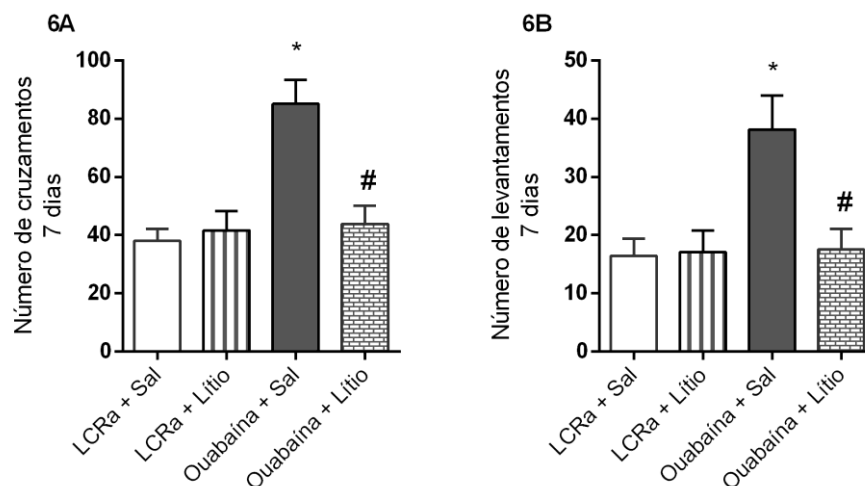 6A
Número de cruzamentos
7 dias
100
80
60
40
20
0
*
#
LCRa + Sal
LCRa + Lítio
Ouabaína + Sal
Ouabaína + Lítio
6B
Número de levantamentos
7 dias
50
40
30
20
10
0
*
#
LCRa + Sal
LCRa + Lítio
Ouabaína + Sal
Ouabaína + Lítio